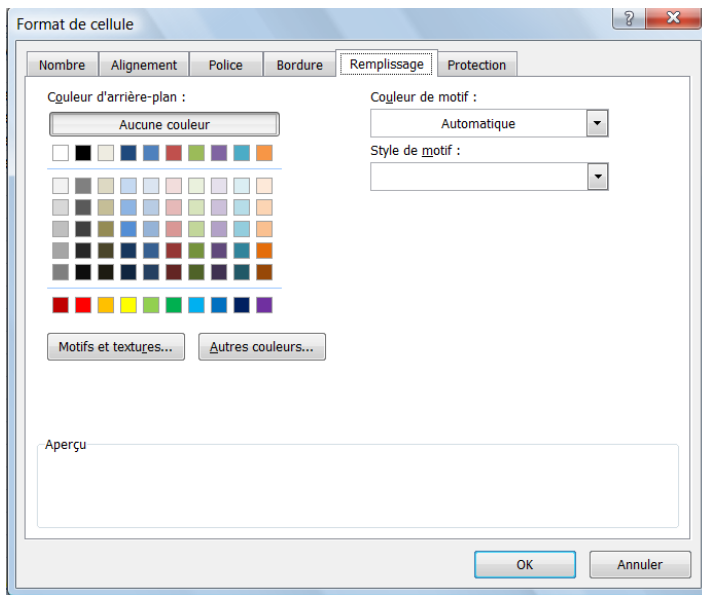 Format de cellule
Nombre Alignement Police Bordure Remplissage Protection
Couleur d'arrière-plan :
Aucune couleur
Couleur de motif :
Automatique
Style de motif :
Motifs et textures... Autres couleurs...
Aperçu
OK Annuler